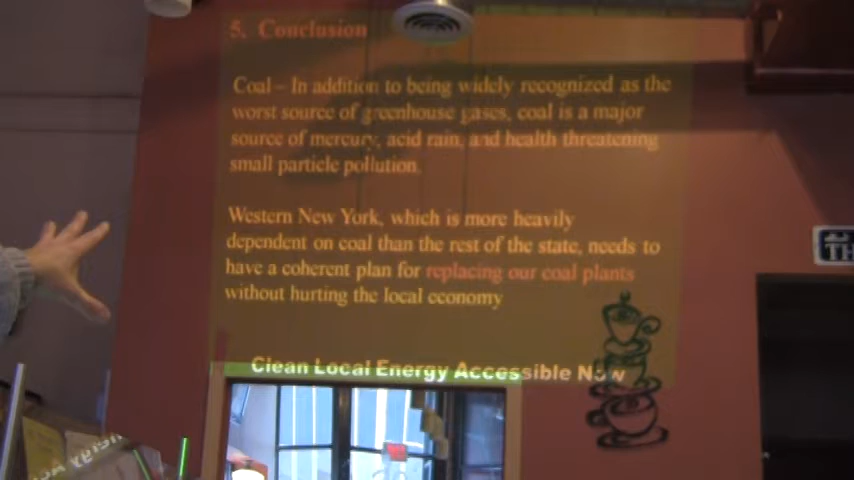 5. Conclusion
Coal – In addition to being widely recognized as the
worst source of greenhouse gases, coal is a major
source of mercury, acid rain, and health threatening
small particle pollution.
Western New York, which is more heavily
dependent on coal than the rest of the state, needs to
have a coherent plan for replacing our coal plants
without hurting the local economy
Clean Local Energy Accessible Now
TH